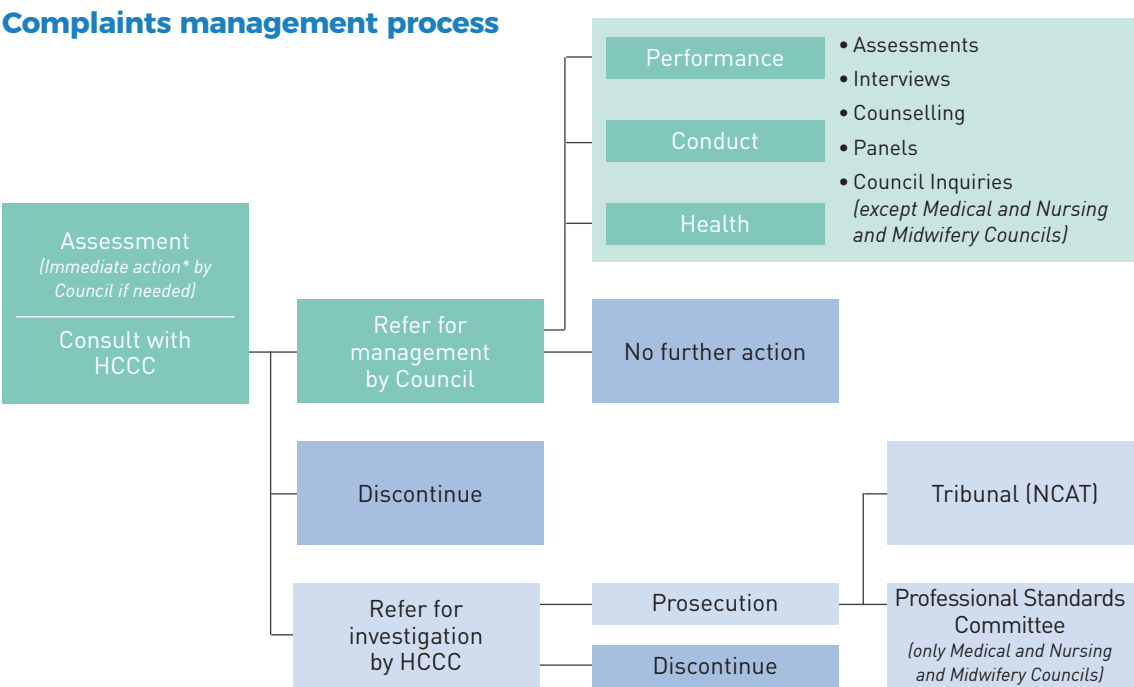 Complaints management process
Performance
Conduct
Health
• Assessments
• Interviews
• Counselling
• Panels
• Council Inquiries
(except Medical and Nursing
and Midwifery Councils)
Assessment
(Immediate action* by
Council if needed)
Consult with
HCCC
Refer for
management
by Council
No further action
Discontinue
Tribunal (NCAT)
Refer for
investigation
by HCCC
Prosecution
Discontinue
Professional Standards
Committee
(only Medical and Nursing
and Midwifery Councils)